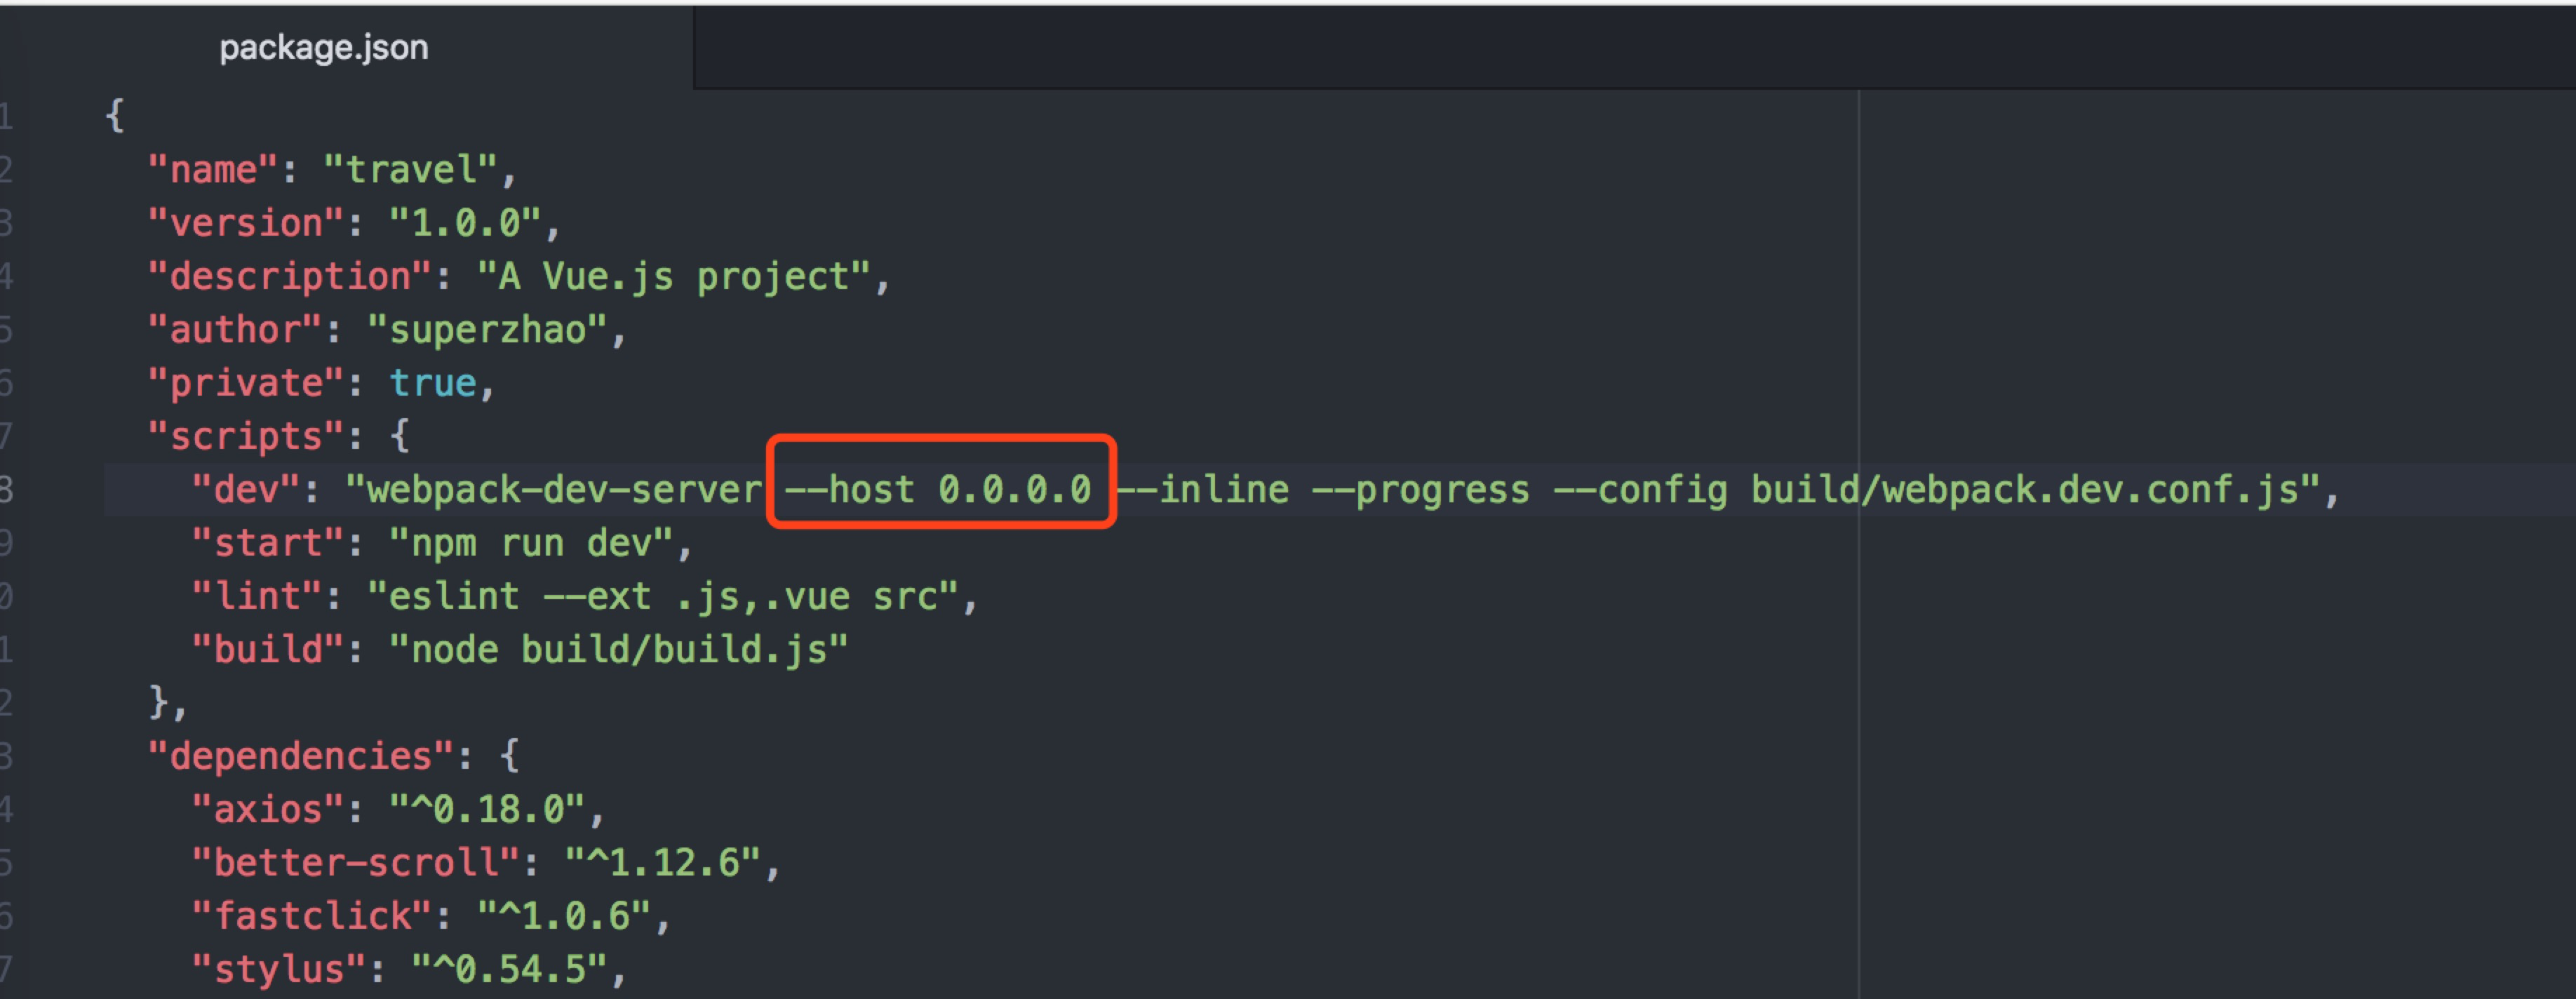 package.json
1 {
2 "name": "travel",
3 "version": "1.0.0",
4 "description": "A Vue.js project",
5 "author": "superzhao",
6 "private": true,
7 "scripts": {
8 "dev": "webpack-dev-server --host 0.0.0.0 --inline --progress --config build/webpack.dev.conf.js",
9 "start": "npm run dev",
0 "lint": "eslint --ext .js,.vue src",
1 "build": "node build/build.js"
2 },
3 "dependencies": {
4 "axios": "^0.18.0",
5 "better-scroll": "^1.12.6",
6 "fastclick": "^1.0.6",
7 "stylus": "^0.54.5",